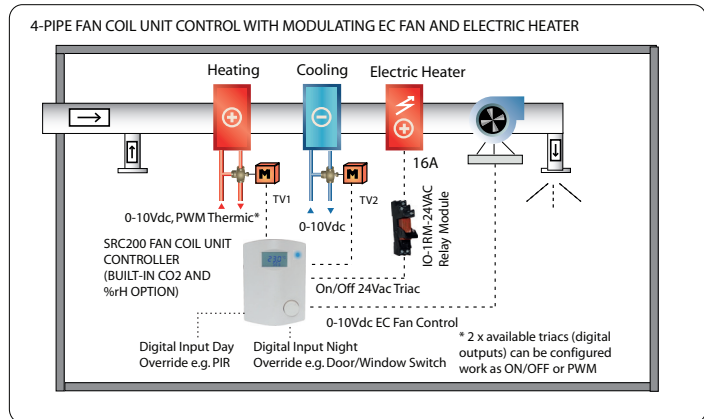 4-PIPE FAN COIL UNIT CONTROL WITH MODULATING EC FAN AND ELECTRIC HEATER
Heating
Cooling
Electric Heater
16A
M
TV1
M
TV2
0-10Vdc, PWM Thermic*
0-10Vdc
IO-1RM-24VAC
Relay Module
SRC200 FAN COIL UNIT
CONTROLLER
(BUILT-IN CO2 AND
%rH OPTION)
On/Off 24Vac Triac
0-10Vdc EC Fan Control
Digital Input Day
Override e.g. PIR
Digital Input Night
Override e.g. Door/Window Switch
* 2 x available triacs (digital
outputs) can be configured
work as ON/OFF or PWM